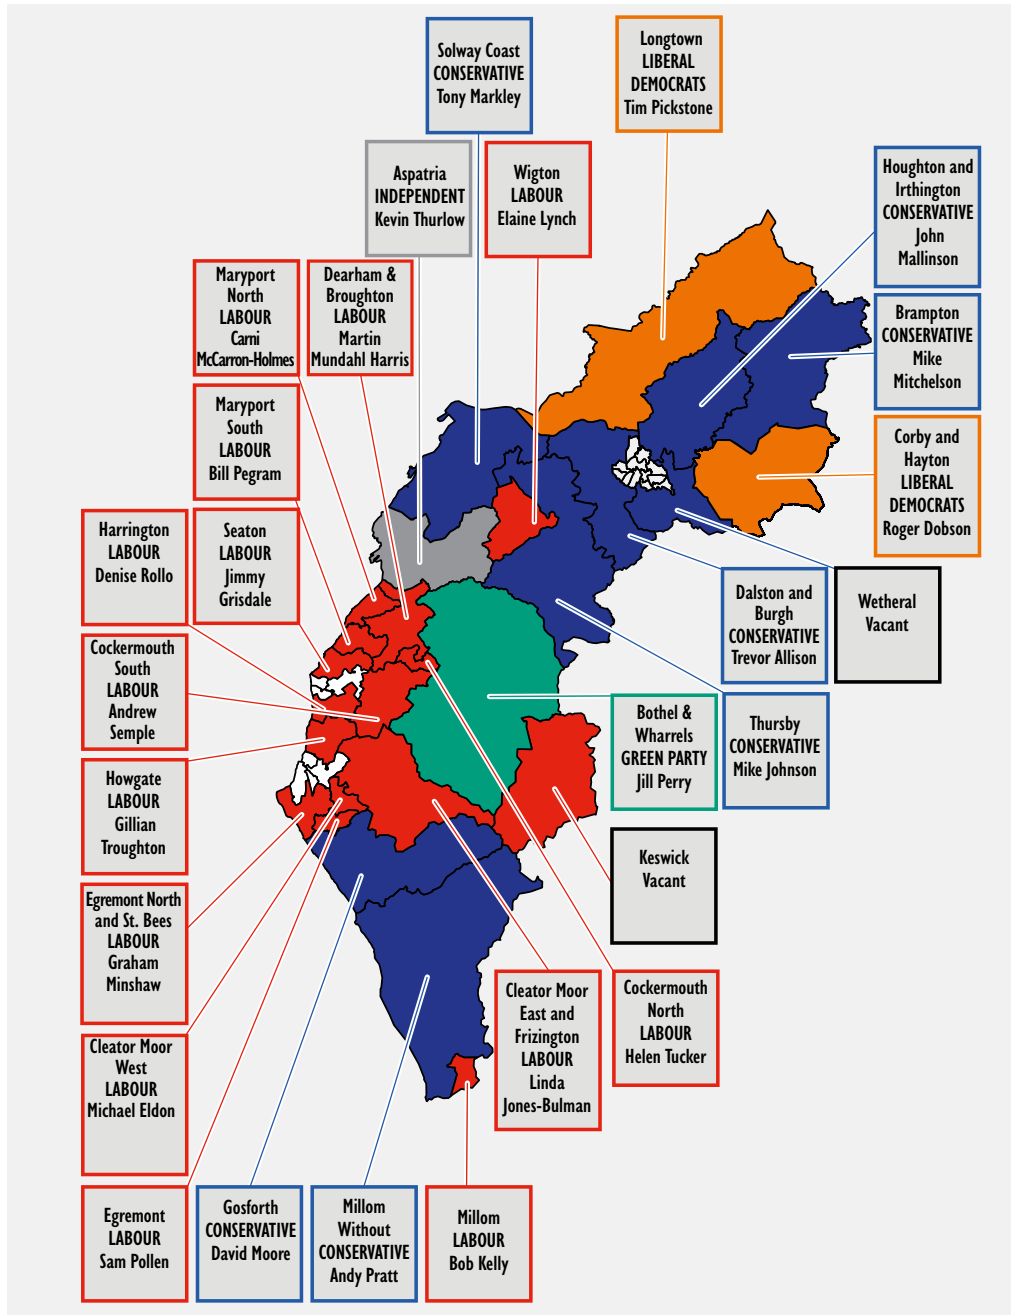 Solway Coast
CONSERVATIVE
Tony Markley
Longtown
LIBERAL
DEMOCRATS
Tim Pickstone
Aspatria
INDEPENDENT
Kevin Thurlow
Wigton
LABOUR
Elaine Lynch
Houghton and
Irthington
CONSERVATIVE
John
Mallinson
Maryport
North
LABOUR
Carni
McCarron-Holmes
Dearham &
Broughton
LABOUR
Martin
Mundahl Harris
Brampton
CONSERVATIVE
Mike
Mitchelson
Maryport
South
LABOUR
Bill Pegram
Corby and
Hayton
LIBERAL
DEMOCRATS
Roger Dobson
Harrington
LABOUR
Denise Rollo
Seaton
LABOUR
Jimmy
Grisdale
Dalston and
Burgh
CONSERVATIVE
Trevor Allison
Wetheral
Vacant
Cockermouth
South
LABOUR
Andrew
Semple
Bothel &
Wharrels
GREEN PARTY
Jill Perry
Thursby
CONSERVATIVE
Mike Johnson
Howgate
LABOUR
Gillian
Troughton
Keswick
Vacant
Egremont North
and St. Bees
LABOUR
Graham
Minshaw
Cleator Moor
East and
Frizington
LABOUR
Linda
Jones-Bulman
Cockermouth
North
LABOUR
Helen Tucker
Cleator Moor
West
LABOUR
Michael Eldon
Egremont
LABOUR
Sam Pollen
Gosforth
CONSERVATIVE
David Moore
Millom
Without
CONSERVATIVE
Andy Pratt
Millom
LABOUR
Bob Kelly